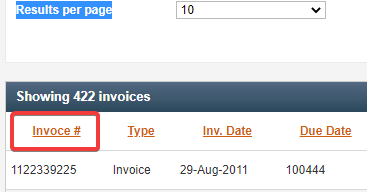 Results per page 10
Showing 422 invoices
Invoce # Type Inv. Date Due Date
1122339225 Invoice 29-Aug-2011 100444